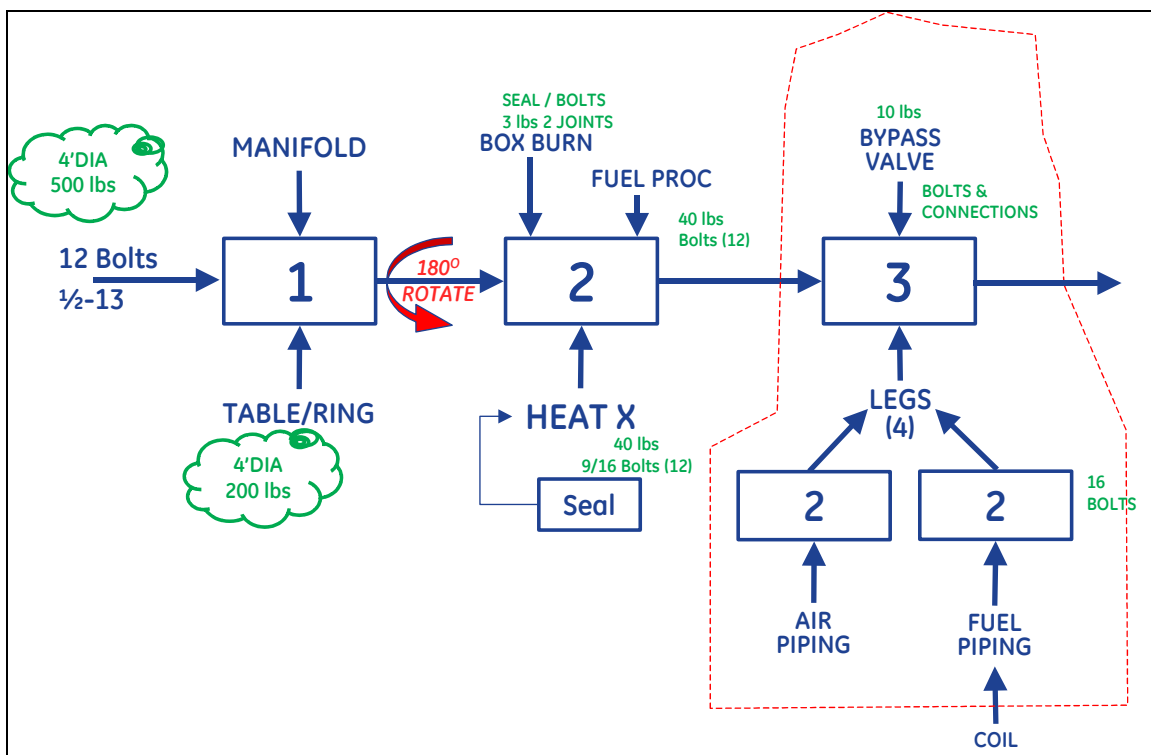 SEAL / BOLTS
3 lbs 2 JOINTS
BOX BURN
10 lbs
BYPASS
VALVE
4'DIA
500 lbs
MANIFOLD
FUEL PROC
BOLTS &
CONNECTIONS
40 lbs
Bolts (12)
12 Bolts
½-13
1
180O
ROTATE
2
3
TABLE/RING
4'DIA
200 lbs
HEAT X
40 lbs
9/16 Bolts (12)
Seal
LEGS
(4)
2
2
16
BOLTS
AIR
PIPING
FUEL
PIPING
COIL